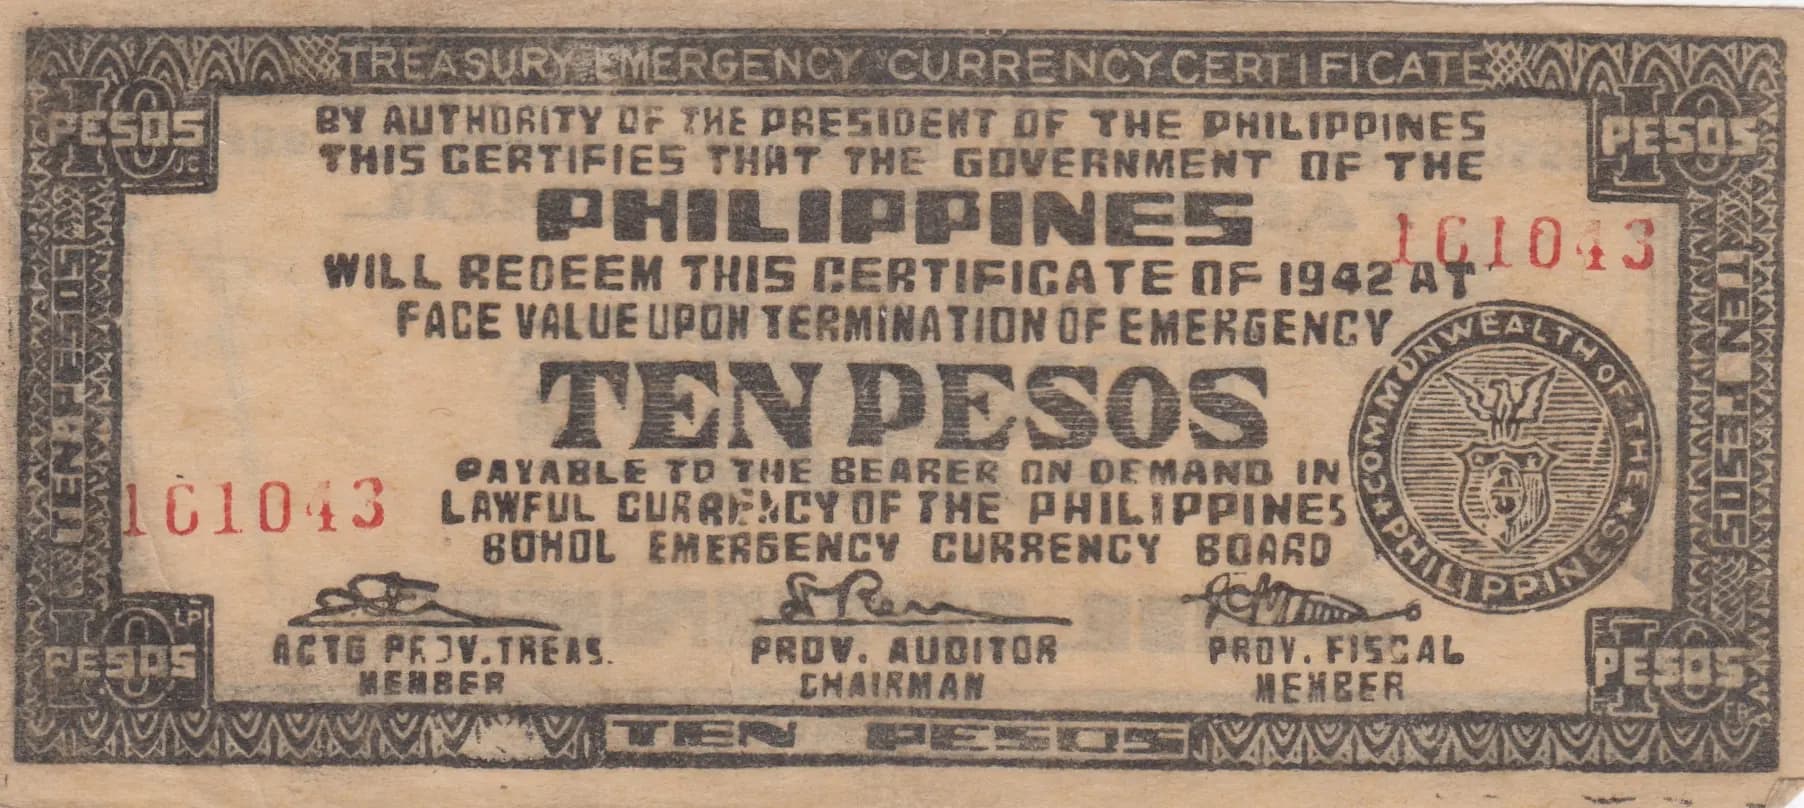 TREASURY EMERGENCY CURRENCY CERTIFICATE
10 PESOS
10 PESOS
BY AUTHORITY OF THE PRESIDENT OF THE PHILIPPINES
THIS CERTIFIES THAT THE GOVERNMENT OF THE
PHILIPPINES
101043
WILL REDEEM THIS CERTIFICATE OF 1942 AT
FACE VALUE UPON TERMINATION OF EMERGENCY
TEN PESOS
TEN PESOS
TEN PESOS
COMMONWEALTH OF THE PHILIPPINES
PAYABLE TO THE BEARER ON DEMAND IN
101043
LAWFUL CURRENCY OF THE PHILIPPINES
BOHOL EMERGENCY CURRENCY BOARD
ACTG PROV. TREAS.
MEMBER
PROV. AUDITOR
CHAIRMAN
PROV. FISCAL
MEMBER
10 PESOS
10 PESOS
TEN PESOS